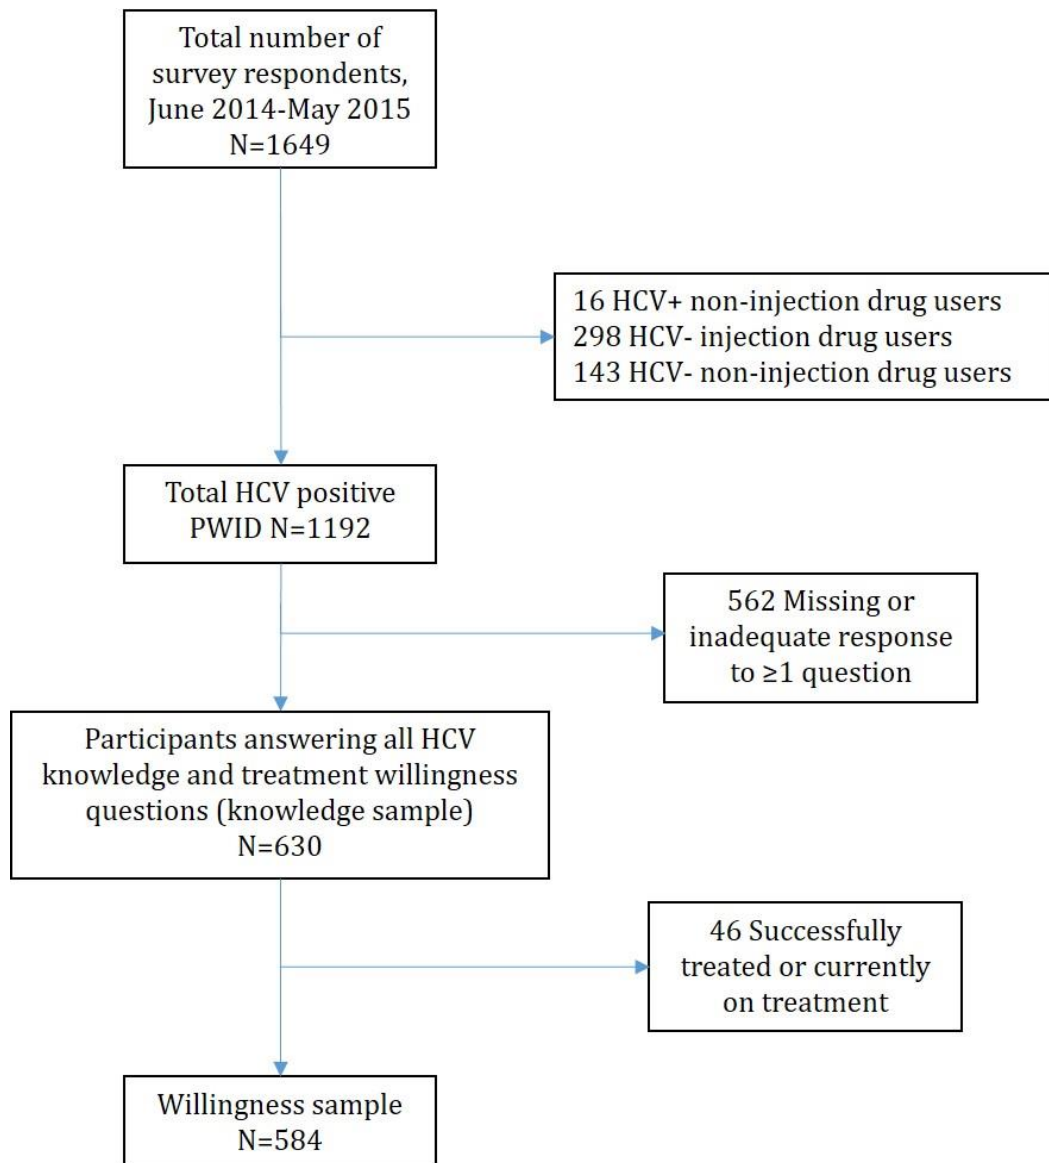 Total number of
survey respondents,
June 2014-May 2015
N=1649
16 HCV+ non-injection drug users
298 HCV- injection drug users
143 HCV- non-injection drug users
Total HCV positive
PWID N=1192
562 Missing or
inadequate response
to ≥1 question
Participants answering all HCV
knowledge and treatment willingness
questions (knowledge sample)
N=630
46 Successfully
treated or currently
on treatment
Willingness sample
N=584